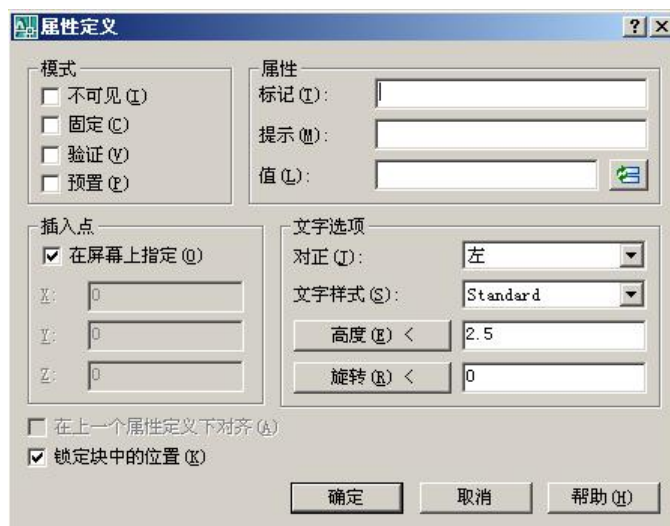 属性定义
模式
不可见(I)
固定(C)
验证(V)
预置(P)
属性
标记(T):
提示(M):
值(L):
插入点
在屏幕上指定(O)
X: 0
Y: 0
Z: 0
文字选项
对正(J): 左
文字样式(S): Standard
高度(E) < 2.5
旋转(R) < 0
在上一个属性定义下对齐(A)
锁定块中的位置(K)
确定 取消 帮助(H)